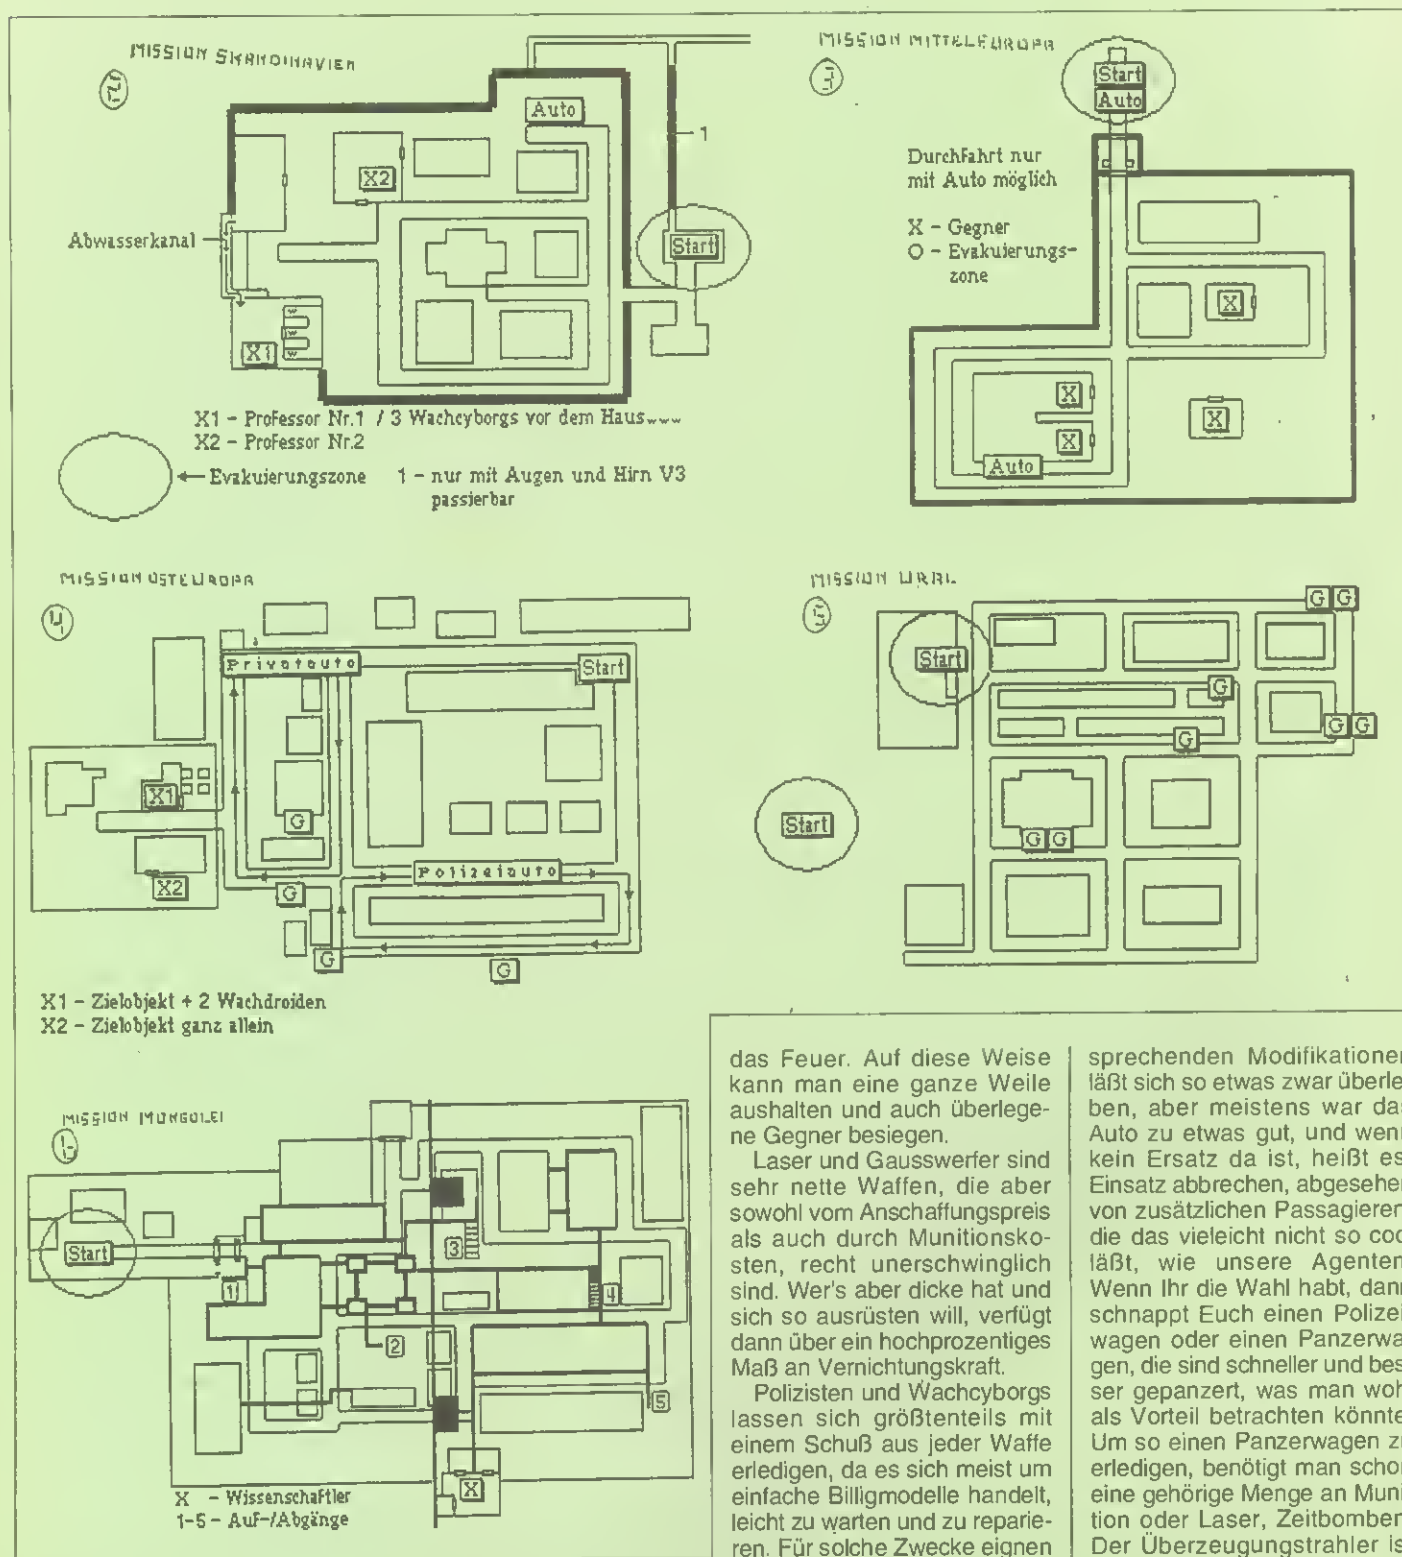 MISSION SKANDINAVIEN
2
Auto
1
X2
Abwasserkanal
Start
X1
X1 - Professor Nr.1 / 3 Wachcyborgs vor dem Haus www
X2 - Professor Nr.2
Evakuierungszone
1 - nur mit Augen und Hirn V3
passierbar
MISSION MITTELEUROPA
3
Start
Auto
Durchfahrt nur
mit Auto möglich
X - Gegner
O - Evakuierungs-
zone
X
X
X
X
Auto
MISSION OSTEUROPA
4
Privatauto
Start
X1
G
Polizeiauto
X2
G
G
G
X1 - Zielobjekt + 2 Wachdroiden
X2 - Zielobjekt ganz allein
MISSION URAL
5
G G
Start
G
G G
G
Start
G G
MISSION MONGOLEI
Start
3
1
4
2
5
X
X - Wissenschaftler
1-5 - Auf-/Abgänge
das Feuer. Auf diese Weise
kann man eine ganze Weile
aushalten und auch überlege-
ne Gegner besiegen.
Laser und Gausswerfer sind
sehr nette Waffen, die aber
sowohl vom Anschaffungspreis
als auch durch Munitionsko-
sten, recht unerschwinglich
sind. Wer's aber dicke hat und
sich so ausrüsten will, verfügt
dann über ein hochprozentiges
Maß an Vernichtungskraft.
Polizisten und Wachcyborgs
lassen sich größtenteils mit
einem Schuß aus jeder Waffe
erledigen, da es sich meist um
einfache Billigmodelle handelt,
leicht zu warten und zu reparie-
ren. Für solche Zwecke eignen
sprechenden Modifikationen
läßt sich so etwas zwar überle
ben, aber meistens war das
Auto zu etwas gut, und wenn
kein Ersatz da ist, heißt es
Einsatz abbrechen, abgesehen
von zusätzlichen Passagieren
die das vieleicht nicht so coo
läßt, wie unsere Agenten
Wenn Ihr die Wahl habt, dann
schnappt Euch einen Polizei
wagen oder einen Panzerwa
gen, die sind schneller und bes
ser gepanzert, was man woh
als Vorteil betrachten könnte
Um so einen Panzerwagen z
erledigen, benötigt man schon
eine gehörige Menge an Muni
tion oder Laser, Zeitbomben
Der Überzeugungstrahler is